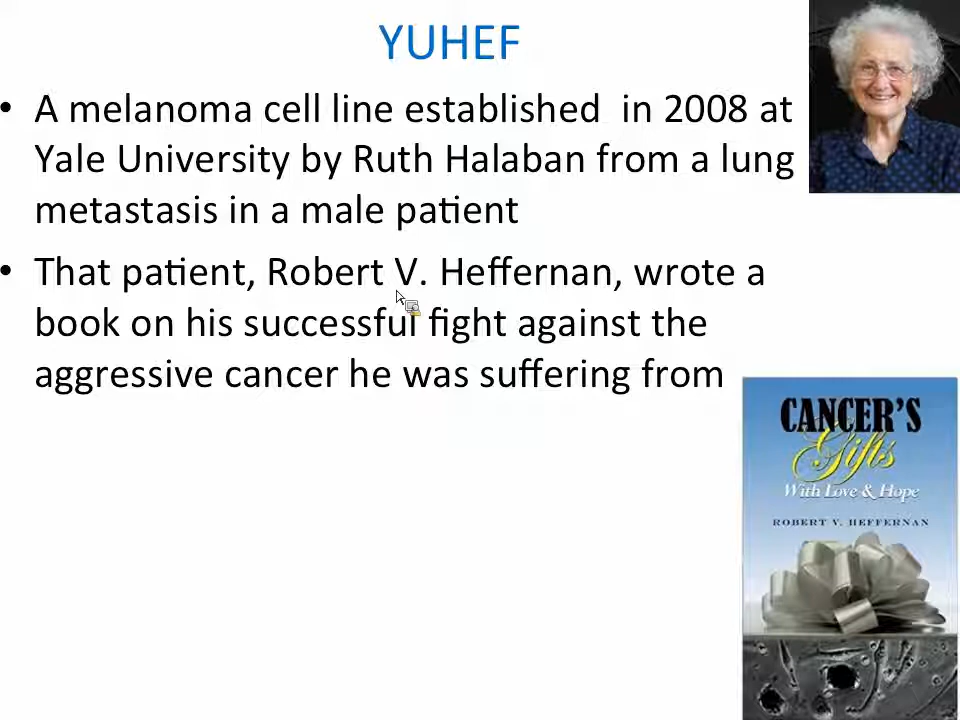 YUHEF
• A melanoma cell line established in 2008 at
Yale University by Ruth Halaban from a lung
metastasis in a male patient
• That patient, Robert V. Heffernan, wrote a
book on his successful fight against the
aggressive cancer he was suffering from
CANCER'S
Gifts
With Love & Hope
ROBERT V. HEFFERNAN